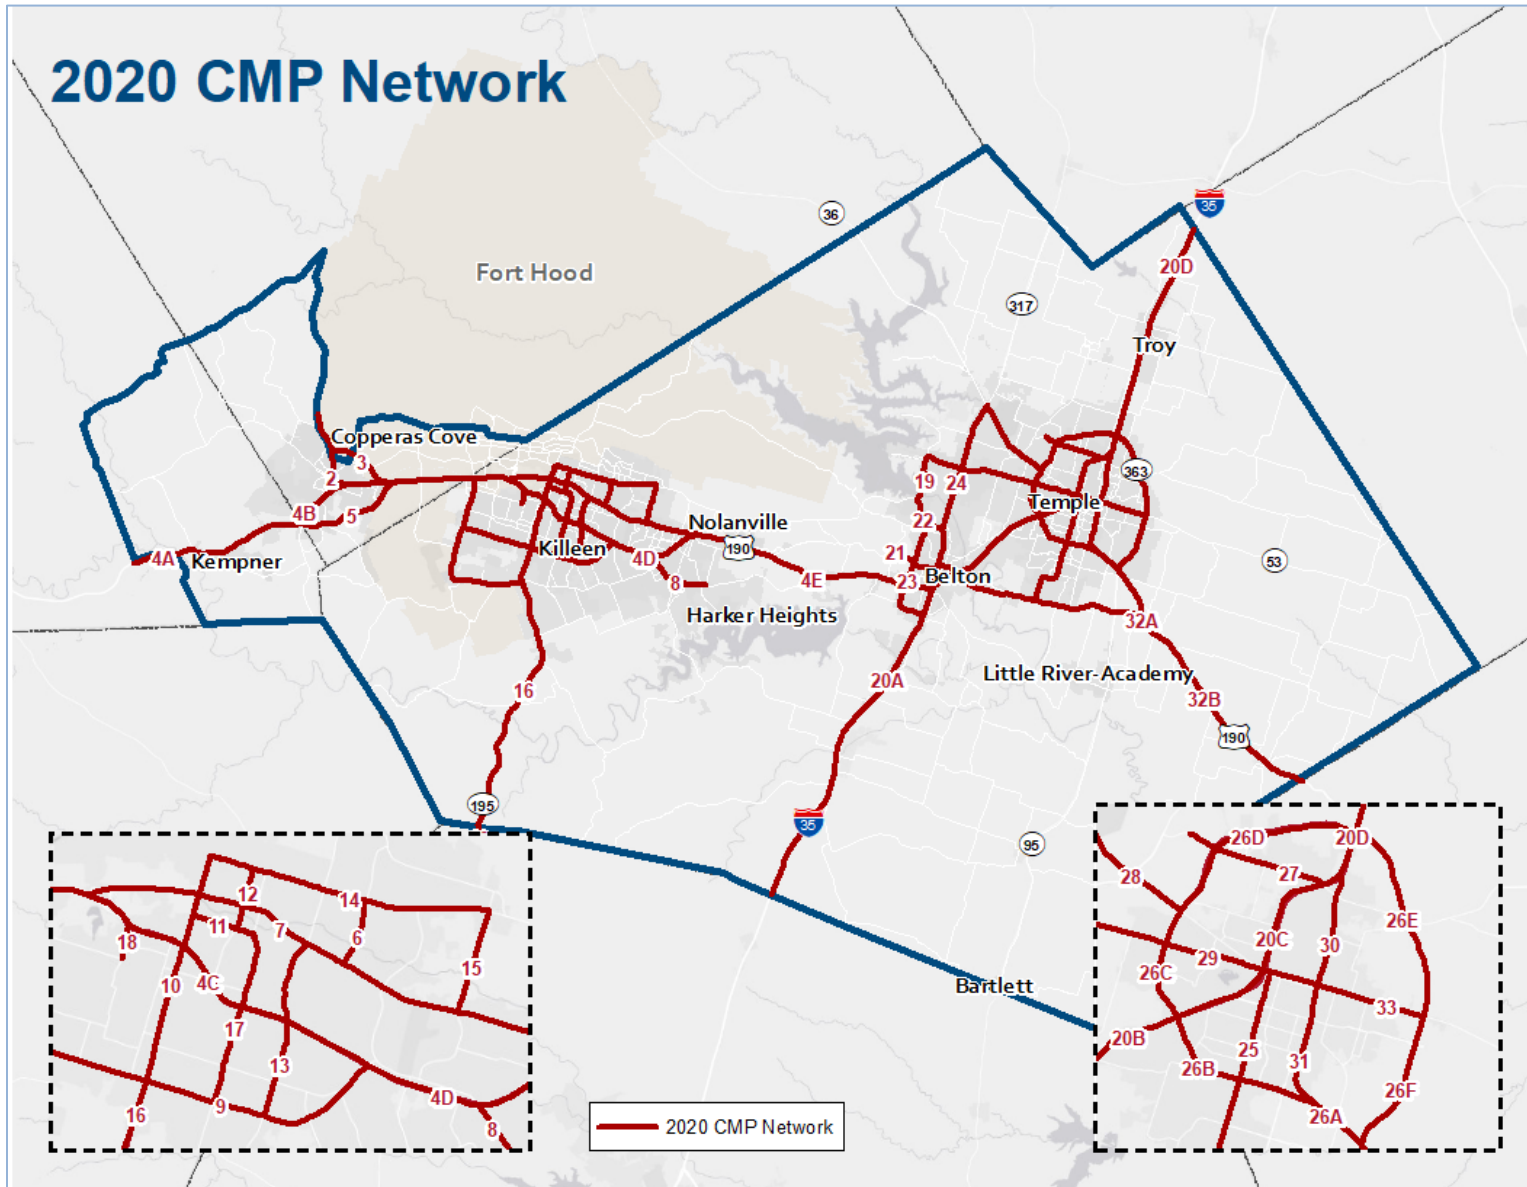 2020 CMP Network
36
35
Fort Hood
20D
317
Troy
Copperas Cove
3
2
363
19
24
Temple
4B
5
22
Nolanville
190
Killeen
4D
21
53
4A
Kempner
8
4E
23
Belton
Harker Heights
32A
16
20A
Little River-Academy
32B
190
195
35
95
Bartlett
12
14
11
7
6
18
15
10
4C
17
13
4D
16
9
8
26D
20D
28
27
26E
20C
30
29
26C
33
20B
25
26B
31
26F
26A
2020 CMP Network